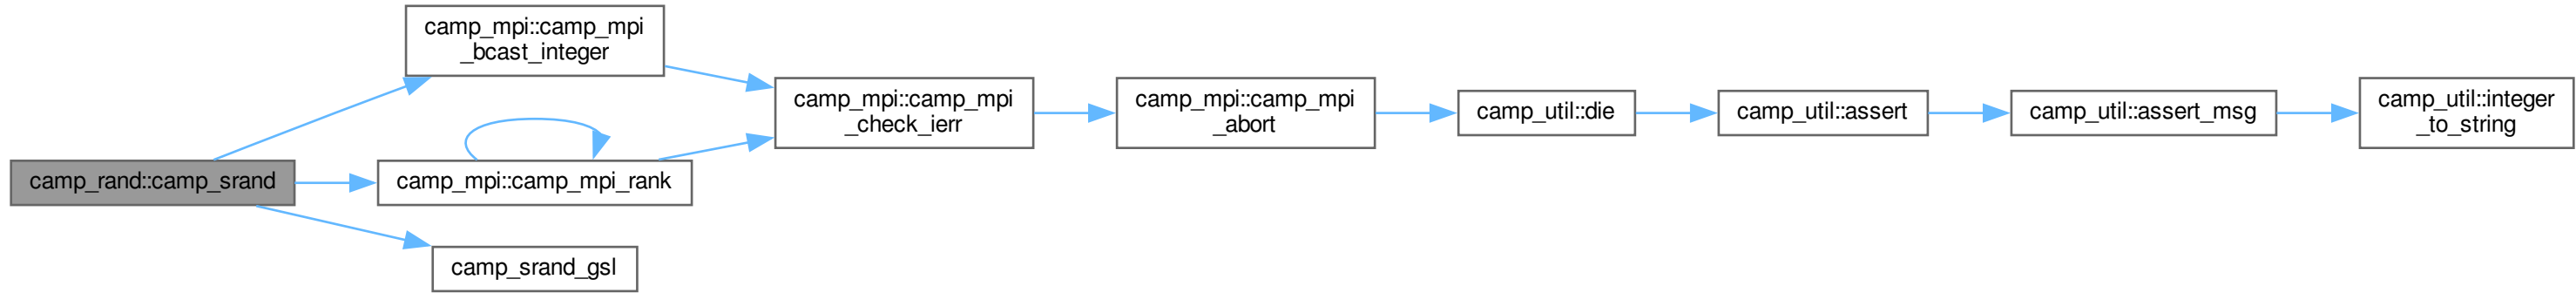 camp_rand::camp_srand
camp_mpi::camp_mpi
_bcast_integer
camp_mpi::camp_mpi_rank
camp_srand_gsl
camp_mpi::camp_mpi
_check_ierr
camp_mpi::camp_mpi
_abort
camp_util::die
camp_util::assert
camp_util::assert_msg
camp_util::integer
_to_string